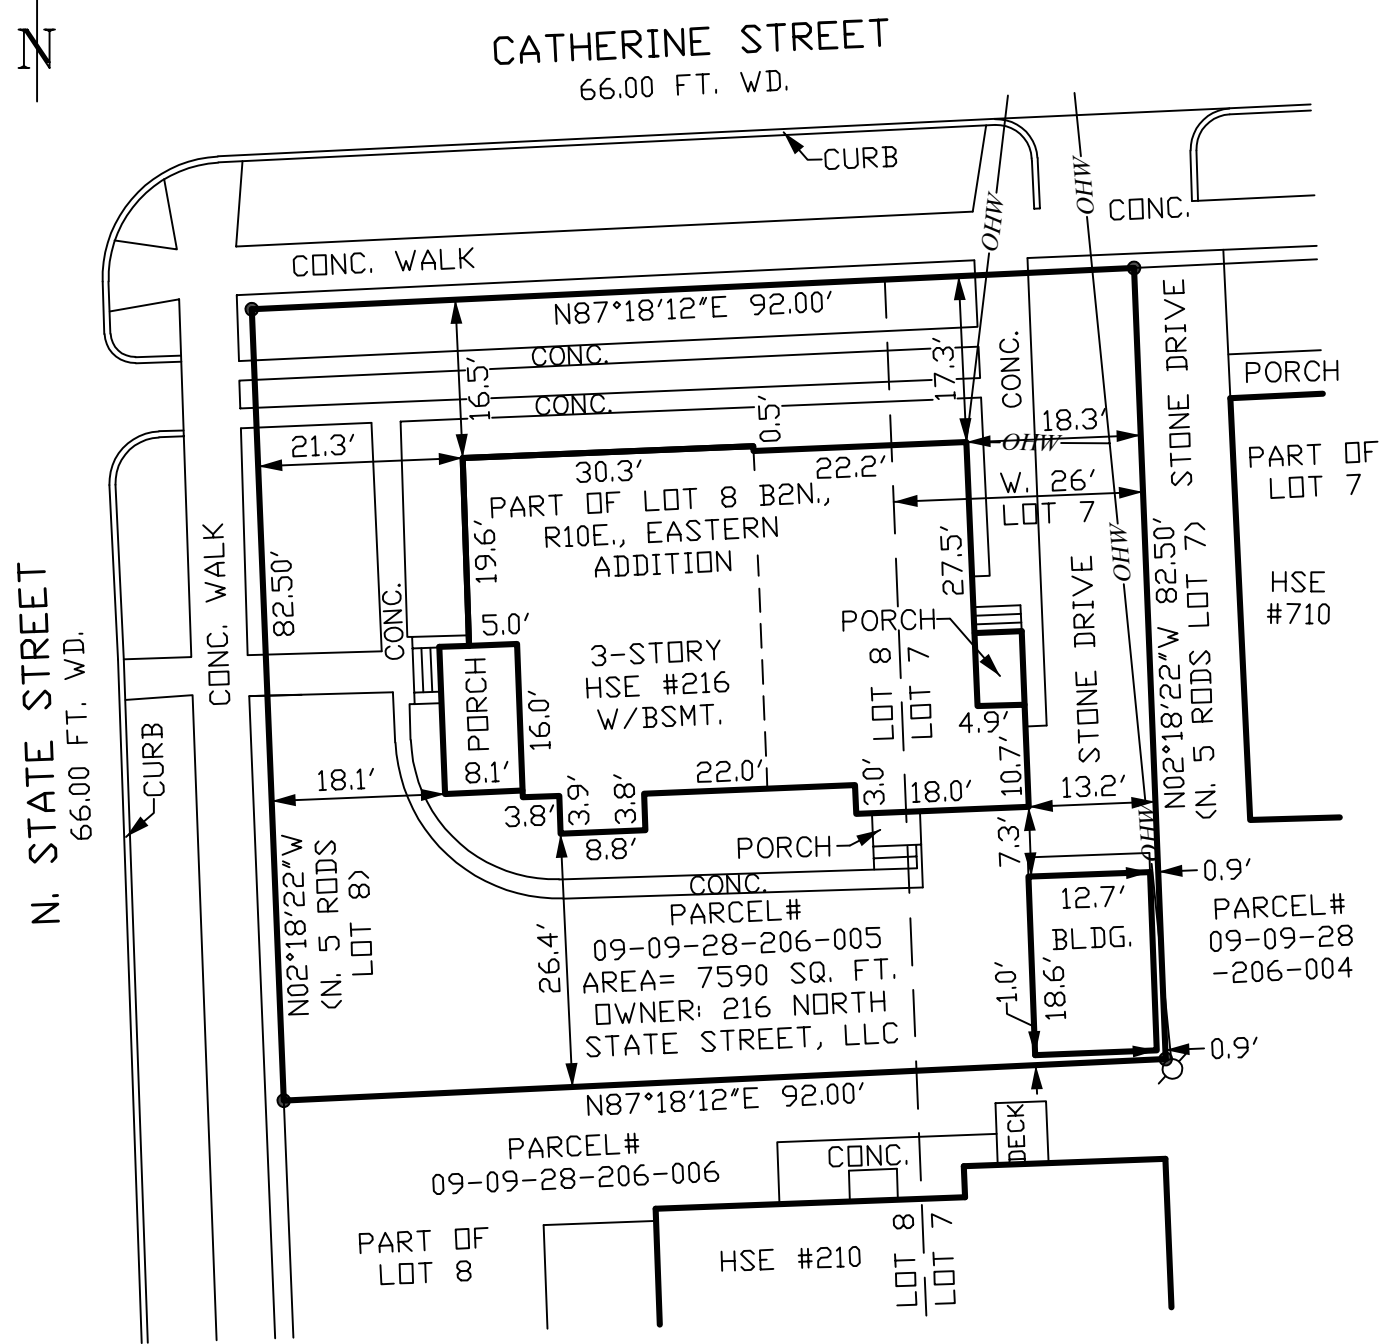 N
CATHERINE STREET
66.00 FT. WD.
CURB
OHW
OHW
CONC.
CONC. WALK
N87°18'12"E 92.00'
CONC.
CONC.
CONC.
16.5'
17.3'
0.5'
STONE DRIVE
PORCH
21.3'
18.3'
OHW
30.3'
22.2'
W. 26'
LOT 7
PART OF
LOT 7
PART OF LOT 8 B2N.,
R10E., EASTERN
ADDITION
19.6'
27.5'
OHW
82.50'
CONC. WALK
CONC.
5.0'
PORCH
HSE
#710
3-STORY
HSE #216
W/BSMT.
PORCH
LOT 8
LOT 7
STONE DRIVE
N02°18'22"W 82.50'
(N. 5 RODS LOT 7)
N. STATE STREET
66.00 FT. WD.
CURB
16.0'
4.9'
10.7'
18.1'
8.1'
22.0'
3.0'
18.0'
13.2'
3.8'
3.9'
3.8'
8.8'
PORCH
7.3'
OHW
0.9'
CONC.
N02°18'22"W
(N. 5 RODS
LOT 8)
26.4'
PARCEL#
09-09-28-206-005
AREA= 7590 SQ. FT.
OWNER: 216 NORTH
STATE STREET, LLC
12.7'
BLDG.
18.6'
1.0'
PARCEL#
09-09-28
-206-004
0.9'
N87°18'12"E 92.00'
PARCEL#
09-09-28-206-006
CONC.
DECK
PART OF
LOT 8
HSE #210
LOT 8
LOT 7